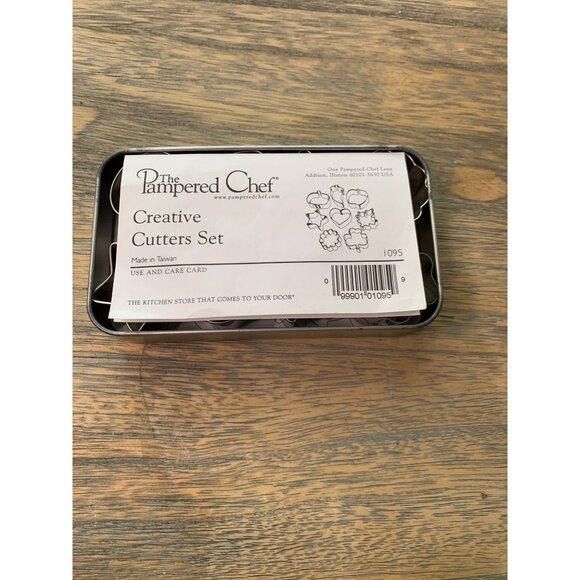 The
Pampered Chef®
www.pamperedchef.com
One Pampered Chef Lane
Addison, Illinois 60101-5630 USA
Creative
Cutters Set
Made in Taiwan
1095
USE AND CARE CARD
0 99901 01095 9
THE KITCHEN STORE THAT COMES TO YOUR DOOR®